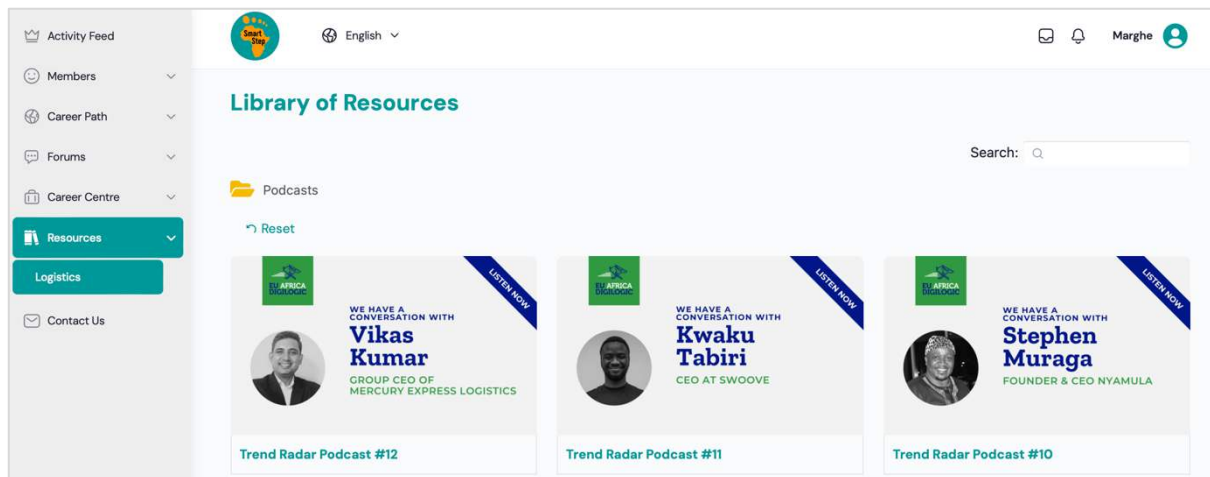 Activity Feed
Members
Career Path
Forums
Career Centre
Resources
Logistics
Contact Us
Smart
Step
English
Marghe
Library of Resources
Search:
Podcasts
Reset
EU AFRICA
DIGILOGIC
LISTEN NOW
WE HAVE A
CONVERSATION WITH
Vikas
Kumar
GROUP CEO OF
MERCURY EXPRESS LOGISTICS
Trend Radar Podcast #12
EU AFRICA
DIGILOGIC
LISTEN NOW
WE HAVE A
CONVERSATION WITH
Kwaku
Tabiri
CEO AT SWOOVE
Trend Radar Podcast #11
EU AFRICA
DIGILOGIC
LISTEN NOW
WE HAVE A
CONVERSATION WITH
Stephen
Muraga
FOUNDER & CEO NYAMULA
Trend Radar Podcast #10